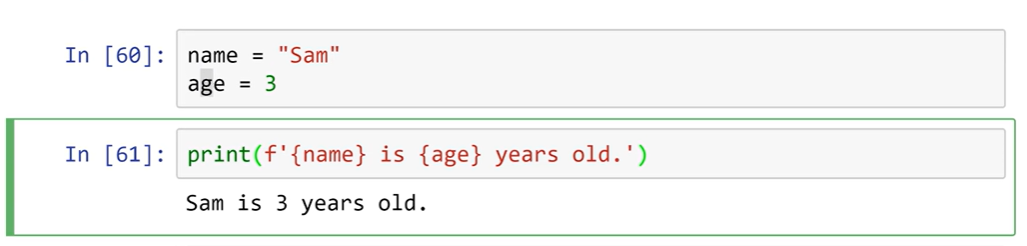 In [60]: name = "Sam"
age = 3
In [61]: print(f'{name} is {age} years old.')
Sam is 3 years old.